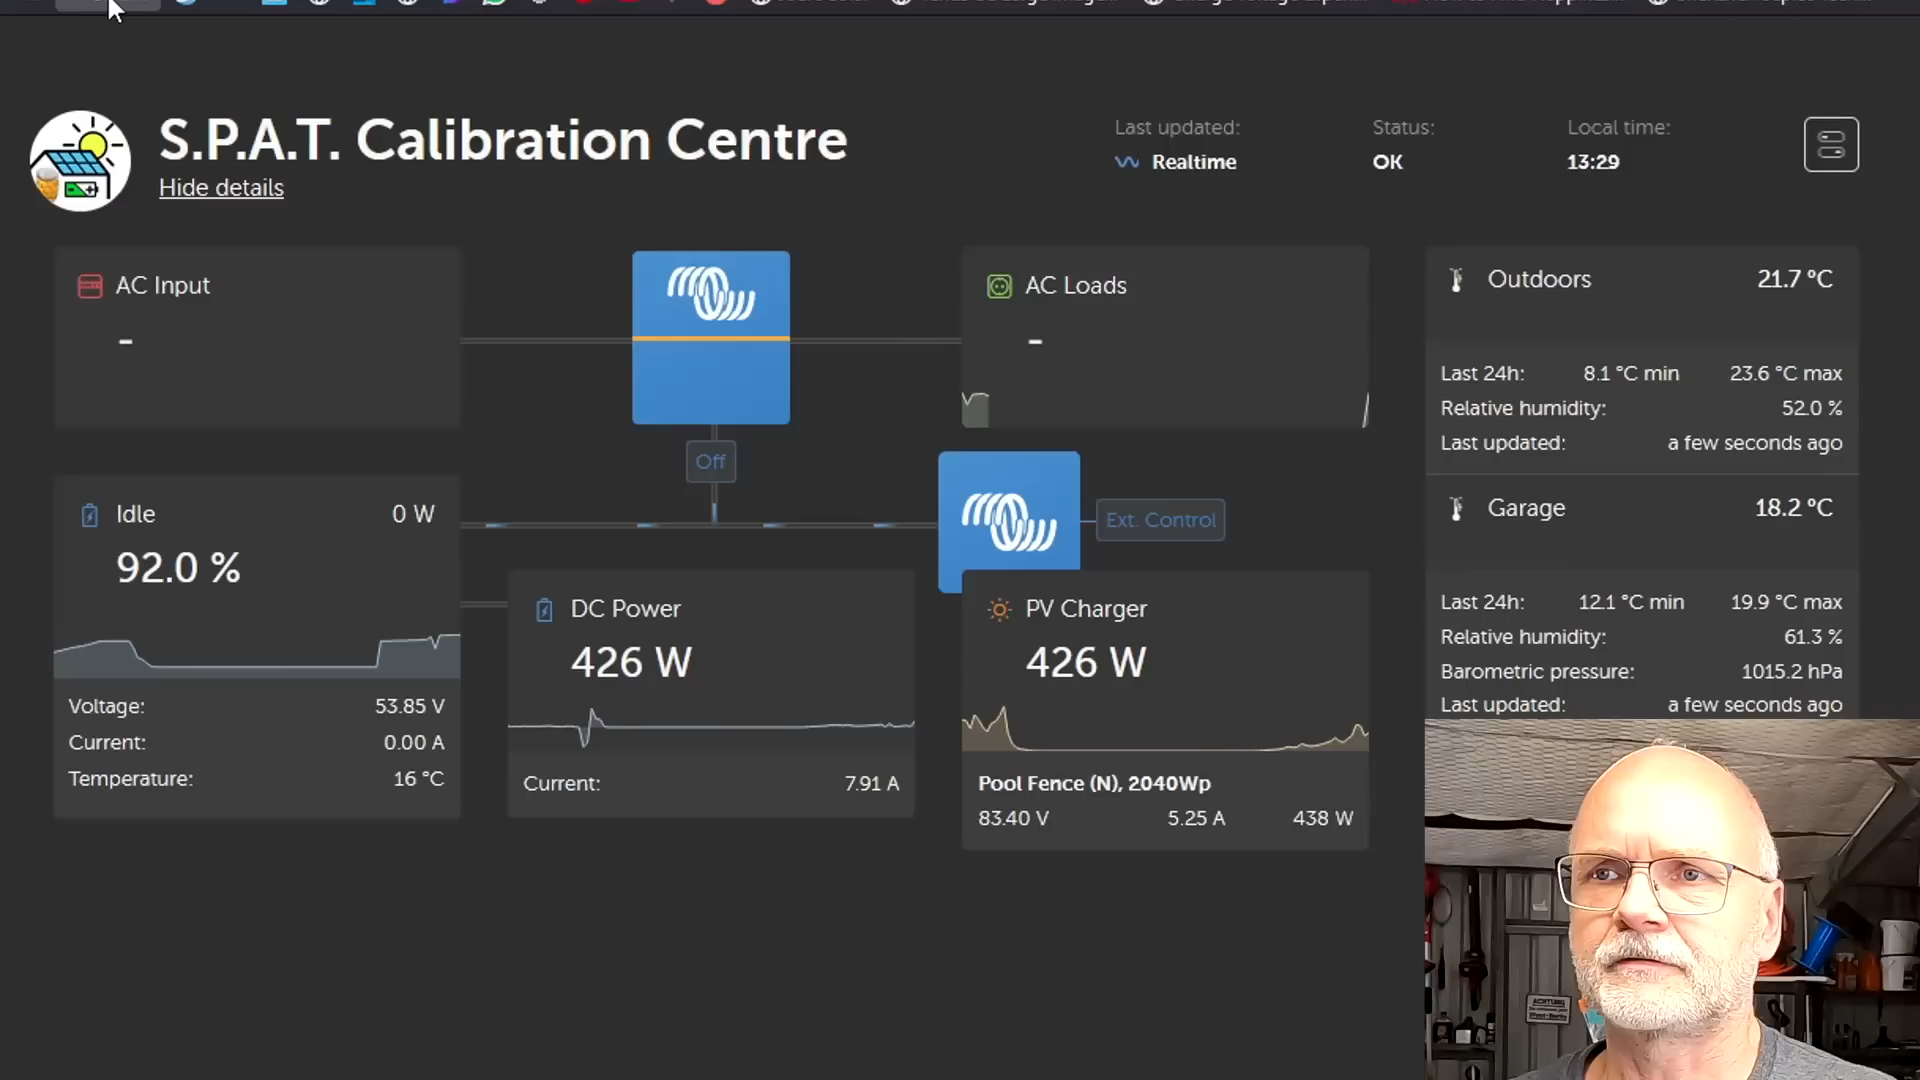 S.P.A.T. Calibration Centre
Hide details
Last updated:
Realtime
Status:
OK
Local time:
13:29
AC Input
-
AC Loads
-
Off
Idle
0 W
92.0 %
Voltage: 53.85 V
Current: 0.00 A
Temperature: 16 °C
Ext. Control
DC Power
426 W
Current: 7.91 A
PV Charger
426 W
Pool Fence (N), 2040Wp
83.40 V 5.25 A 438 W
Outdoors 21.7 °C
Last 24h: 8.1 °C min 23.6 °C max
Relative humidity: 52.0 %
Last updated: a few seconds ago
Garage 18.2 °C
Last 24h: 12.1 °C min 19.9 °C max
Relative humidity: 61.3 %
Barometric pressure: 1015.2 hPa
Last updated: a few seconds ago
ACHTUNG